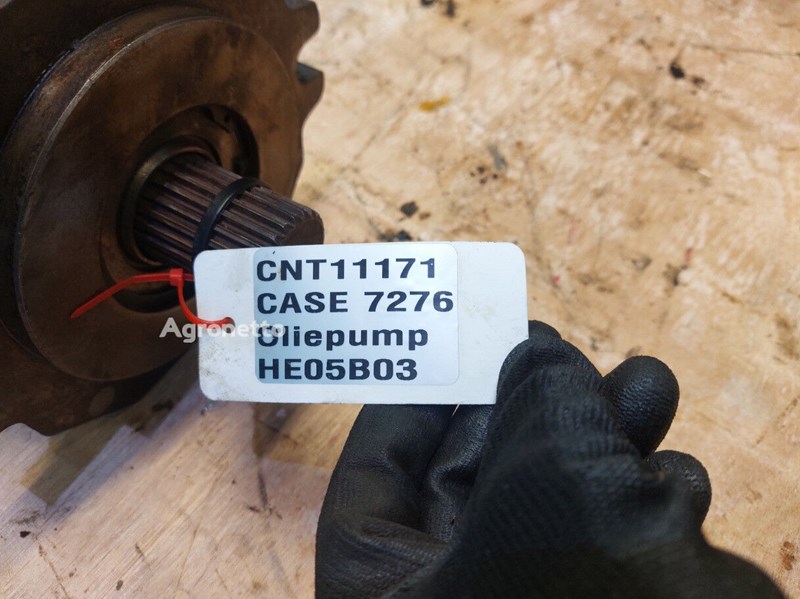 CNT11171
CASE 7276
Oliepump
HE05B03
Agronetto